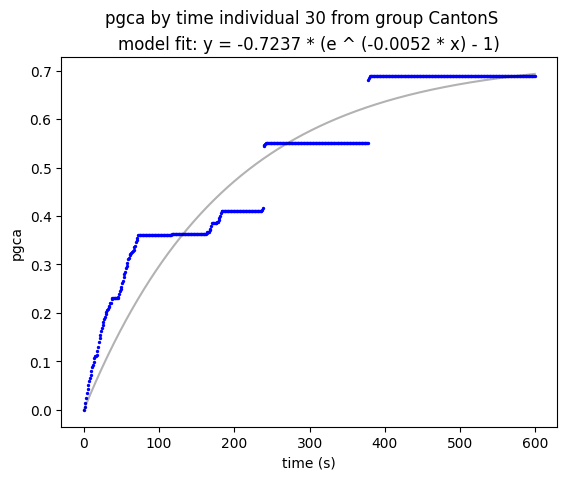 pgca by time individual 30 from group CantonS
model fit: y = -0.7237 * (e ^ (-0.0052 * x) - 1)
0.7
0.6
0.5
0.4
0.3
0.2
0.1
0.0
pgca
0 100 200 300 400 500 600
time (s)